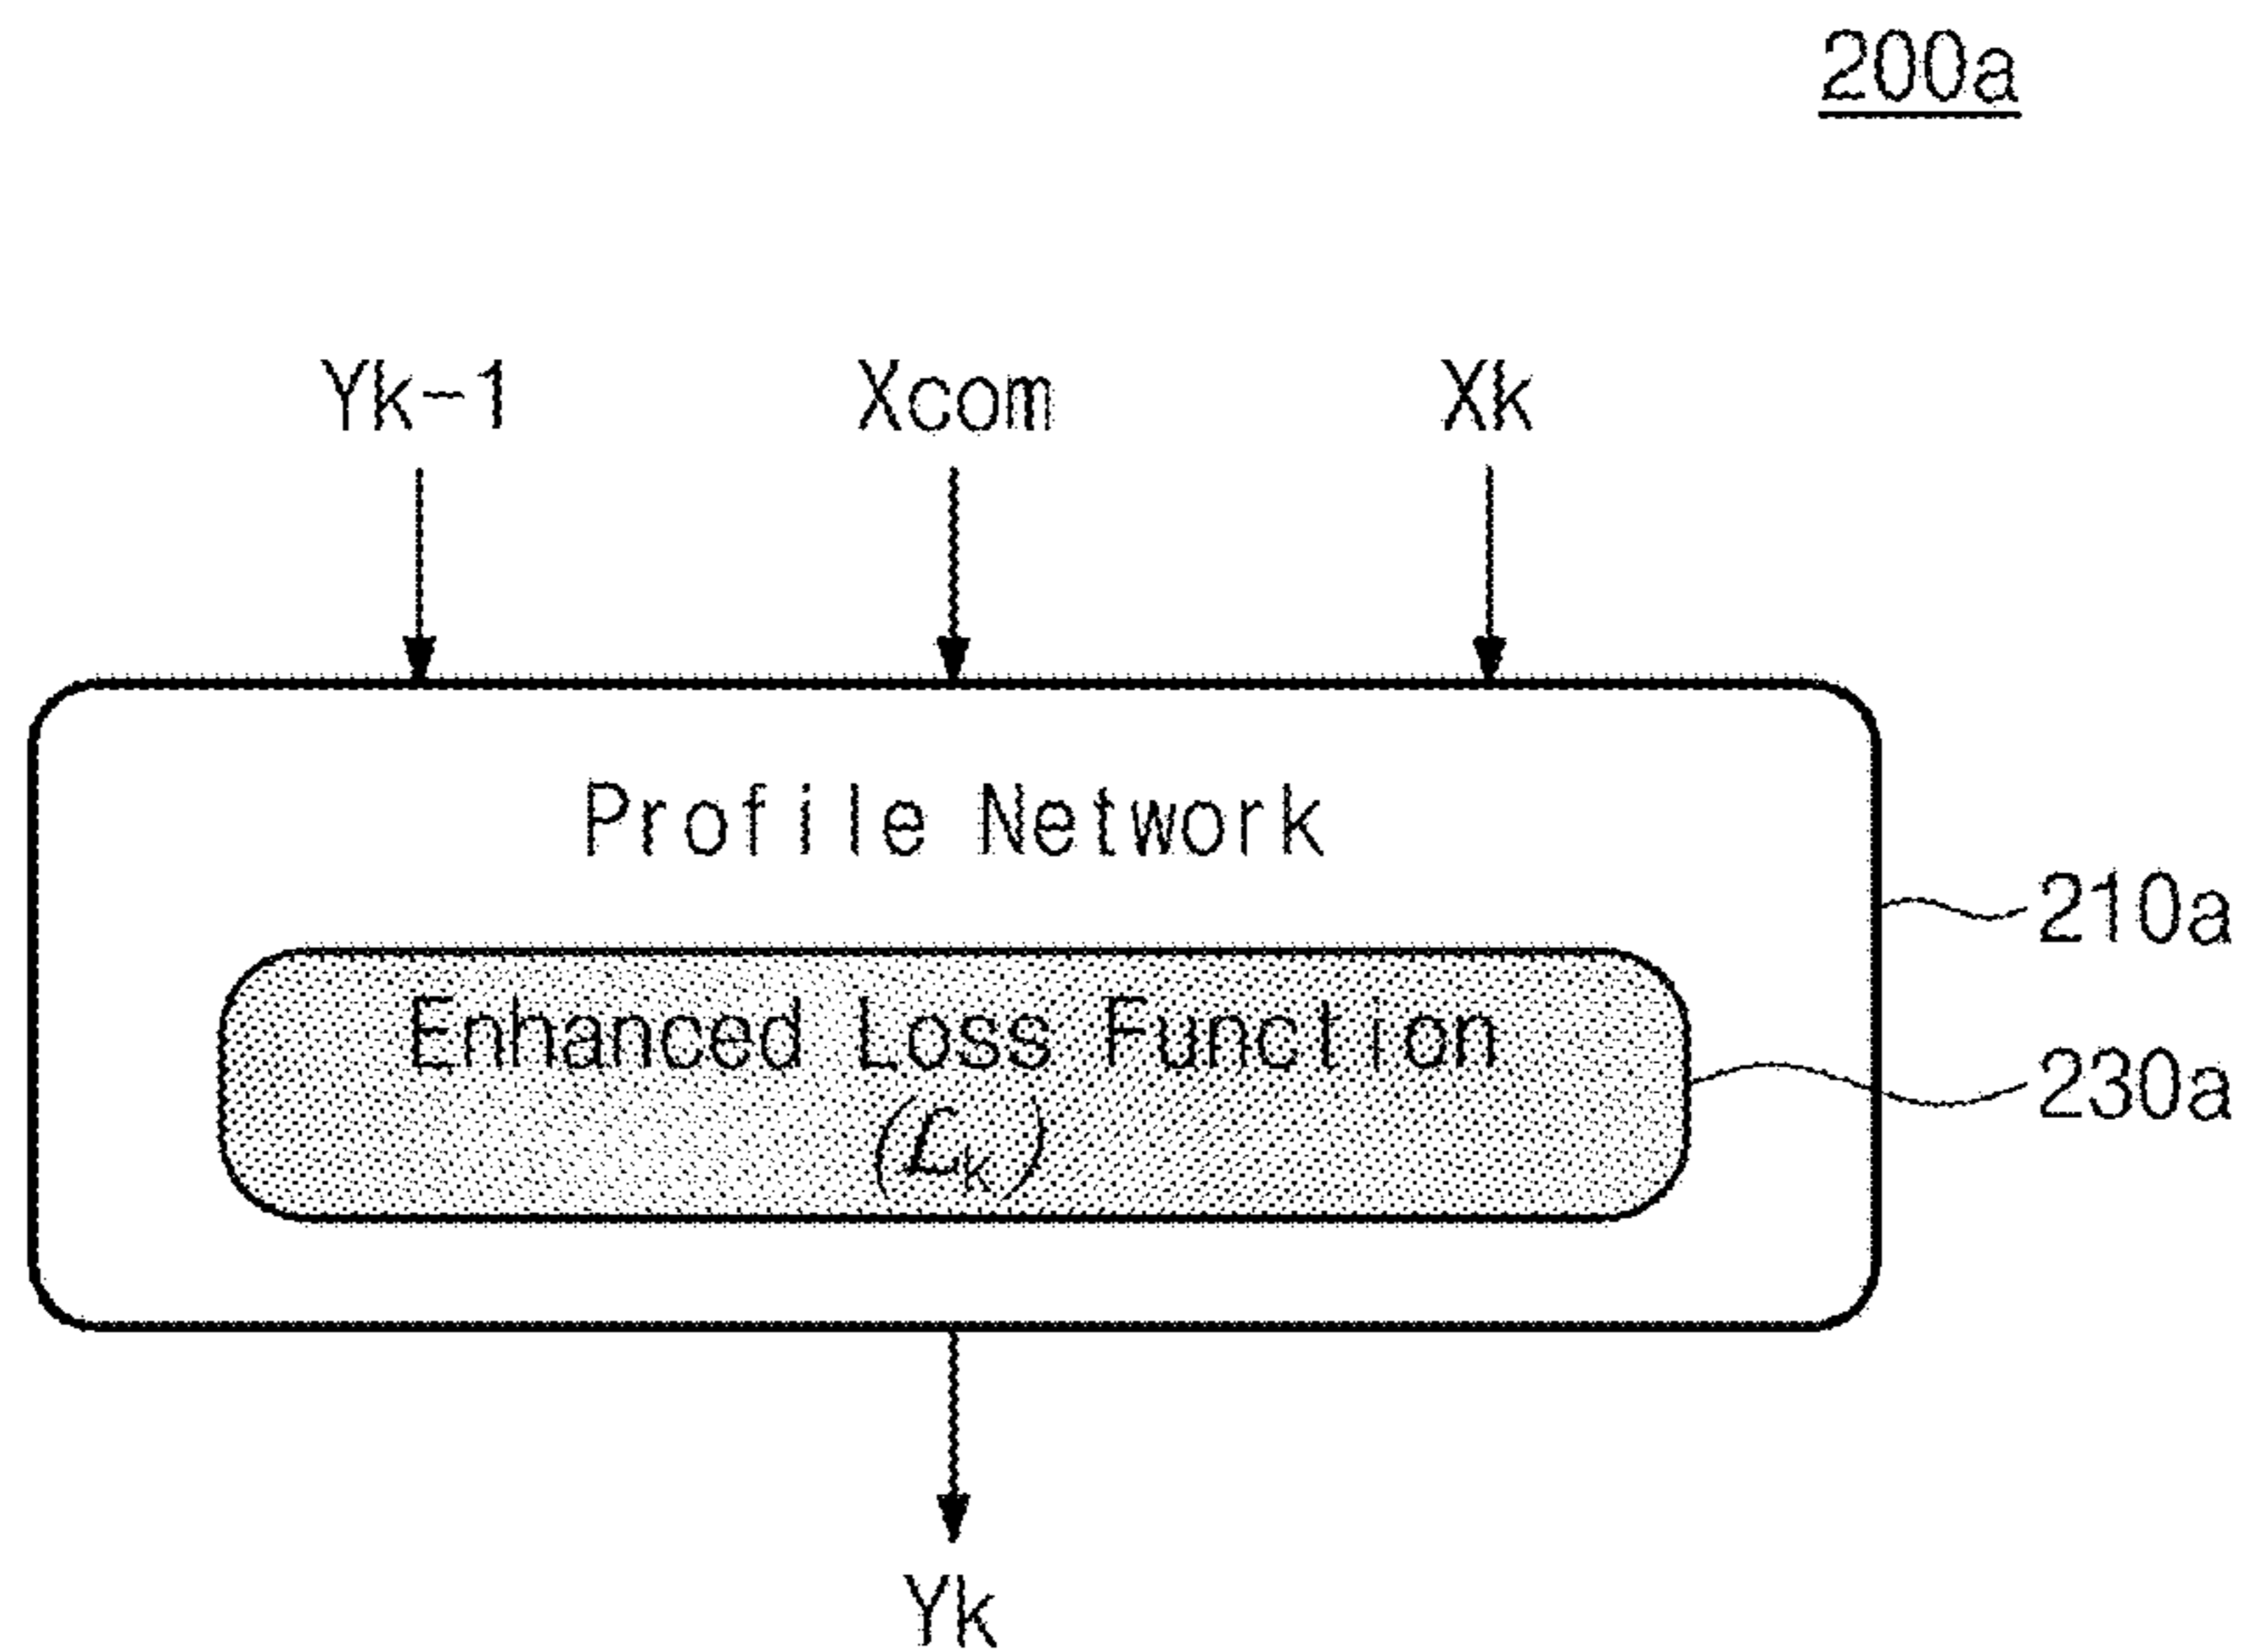 200a
Yk-1 Xcom Xk
Profile Network
210a
Enhanced Loss Function
230a
(ℒk)
Yk